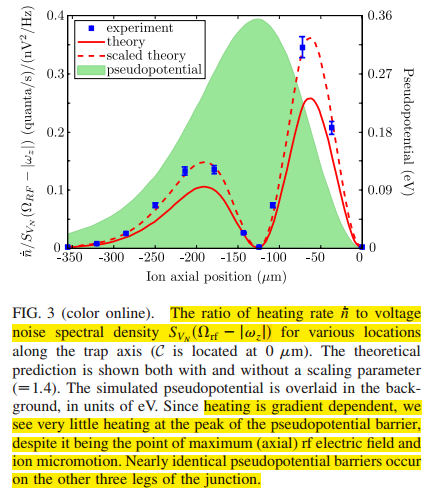 0.4
0.3
0.2
0.1
0
0.36
0.27
0.18
0.09
0
-350 -300 -250 -200 -150 -100 -50 0
experiment
theory
scaled theory
pseudopotential
ṅ/S_{V_N}(Ω_{RF} − |ω_z|) (quanta/s)/(nV²/Hz)
Pseudopotential (eV)
Ion axial position (μm)
FIG. 3 (color online). The ratio of heating rate ṅ to voltage
noise spectral density S_{V_N}(Ω_{rf} − |ω_z|) for various locations
along the trap axis (C is located at 0 μm). The theoretical
prediction is shown both with and without a scaling parameter
(=1.4). The simulated pseudopotential is overlaid in the back-
ground, in units of eV. Since heating is gradient dependent, we
see very little heating at the peak of the pseudopotential barrier,
despite it being the point of maximum (axial) rf electric field and
ion micromotion. Nearly identical pseudopotential barriers occur
on the other three legs of the junction.